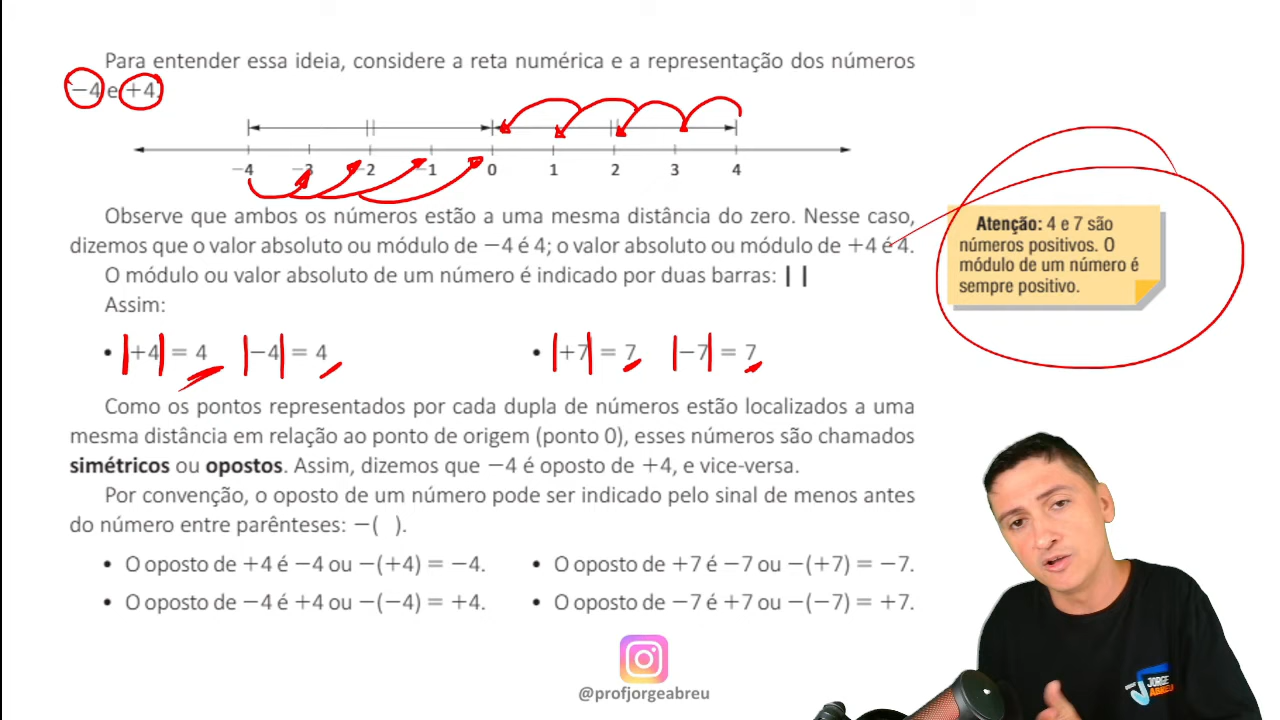 Para entender essa ideia, considere a reta numérica e a representação dos números
−4 e +4.
−4 −3 −2 −1 0 1 2 3 4
Observe que ambos os números estão a uma mesma distância do zero. Nesse caso,
dizemos que o valor absoluto ou módulo de −4 é 4; o valor absoluto ou módulo de +4 é 4.
O módulo ou valor absoluto de um número é indicado por duas barras: | |
Assim:
• |+4| = 4 |−4| = 4
• |+7| = 7 |−7| = 7
Atenção: 4 e 7 são
números positivos. O
módulo de um número é
sempre positivo.
Como os pontos representados por cada dupla de números estão localizados a uma
mesma distância em relação ao ponto de origem (ponto 0), esses números são chamados
simétricos ou opostos. Assim, dizemos que −4 é oposto de +4, e vice-versa.
Por convenção, o oposto de um número pode ser indicado pelo sinal de menos antes
do número entre parênteses: −( ).
• O oposto de +4 é −4 ou −(+4) = −4.
• O oposto de −4 é +4 ou −(−4) = +4.
• O oposto de +7 é −7 ou −(+7) = −7.
• O oposto de −7 é +7 ou −(−7) = +7.
@profjorgeabreu
JORGE
ABREU